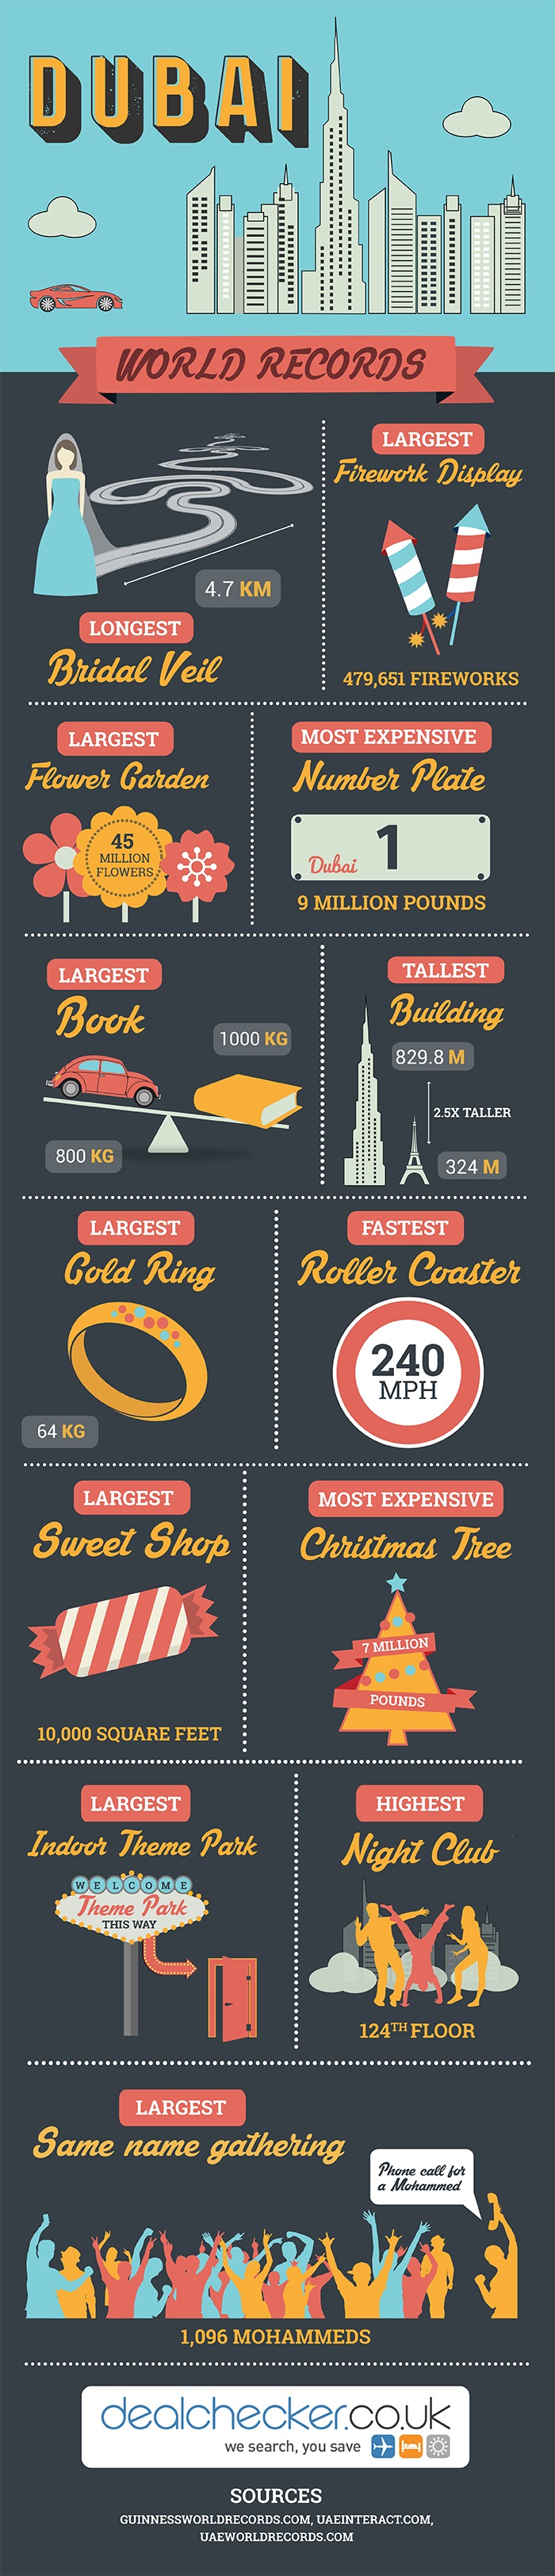 DUBAI
WORLD RECORDS
4.7 KM
LONGEST
Bridal Veil
LARGEST
Firework Display
479,651 FIREWORKS
LARGEST
Flower Garden
45
MILLION
FLOWERS
MOST EXPENSIVE
Number Plate
Dubai 1
9 MILLION POUNDS
LARGEST
Book
1000 KG
800 KG
TALLEST
Building
829.8 M
2.5X TALLER
324 M
LARGEST
Gold Ring
64 KG
FASTEST
Roller Coaster
240
MPH
LARGEST
Sweet Shop
10,000 SQUARE FEET
MOST EXPENSIVE
Christmas Tree
7 MILLION
POUNDS
LARGEST
Indoor Theme Park
WELCOME
Theme Park
THIS WAY
HIGHEST
Night Club
124TH FLOOR
LARGEST
Same name gathering
Phone call for
a Mohammed
1,096 MOHAMMEDS
dealchecker.co.uk
we search, you save
SOURCES
GUINNESSWORLDRECORDS.COM, UAEINTERACT.COM,
UAEWORLDRECORDS.COM